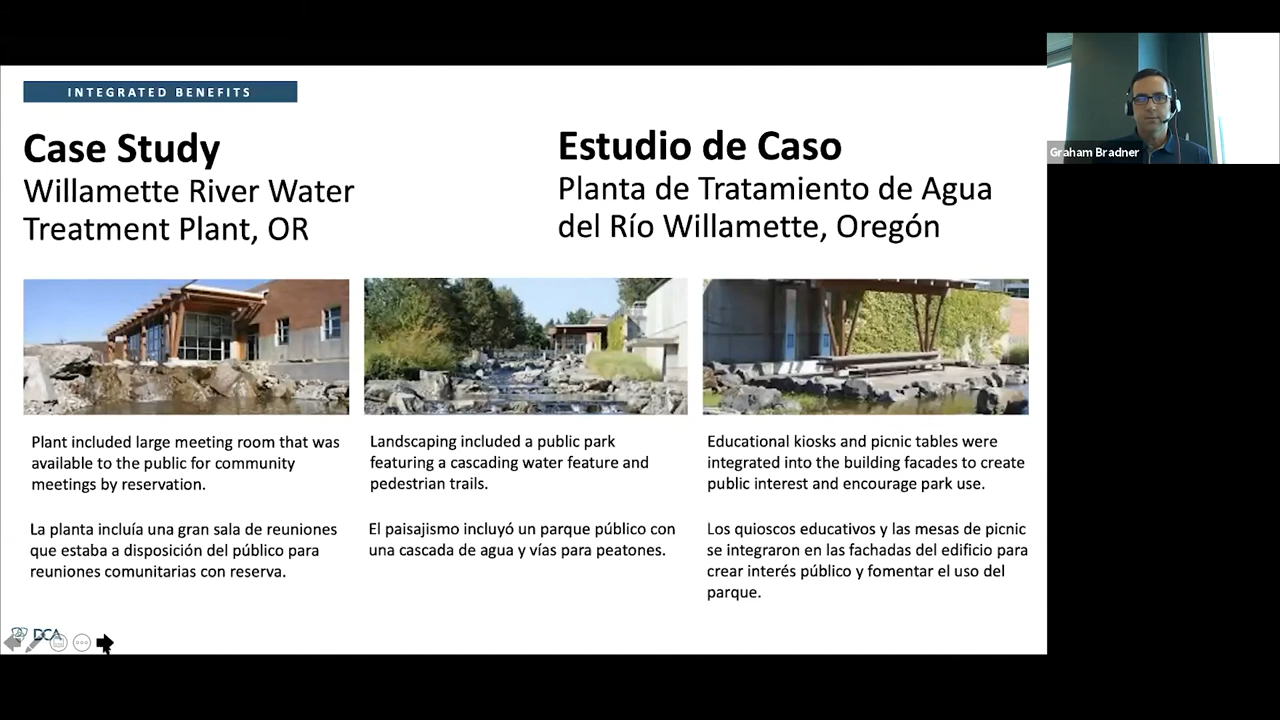 INTEGRATED BENEFITS
Case Study
Willamette River Water
Treatment Plant, OR
Estudio de Caso
Planta de Tratamiento de Agua
del Río Willamette, Oregón
Plant included large meeting room that was
available to the public for community
meetings by reservation.
La planta incluía una gran sala de reuniones
que estaba a disposición del público para
reuniones comunitarias con reserva.
Landscaping included a public park
featuring a cascading water feature and
pedestrian trails.
El paisajismo incluyó un parque público con
una cascada de agua y vías para peatones.
Educational kiosks and picnic tables were
integrated into the building facades to create
public interest and encourage park use.
Los quioscos educativos y las mesas de picnic
se integraron en las fachadas del edificio para
crear interés público y fomentar el uso del
parque.
DCA
Graham Bradner